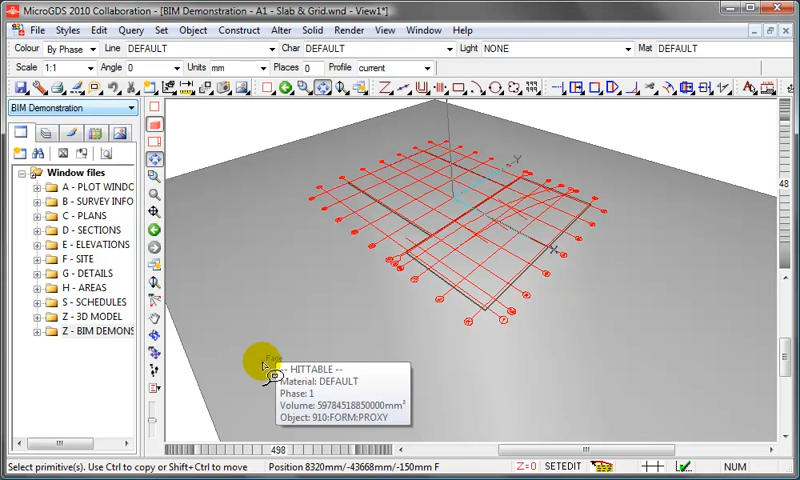 MicroGDS 2010 Collaboration - [BIM Demonstration - A1 - Slab & Grid.wnd - View1*]
File Styles Edit Query Set Object Construct Alter Solid Render View Window Help
Colour By Phase Line DEFAULT Char DEFAULT Light NONE Mat DEFAULT
Scale 1:1 Angle 0 Units mm Places 0 Profile current
BIM Demonstration
Window files
A - PLOT WINDO
B - SURVEY INFO
C - PLANS
D - SECTIONS
E - ELEVATIONS
F - SITE
G - DETAILS
H - AREAS
S - SCHEDULES
Z - 3D MODEL
Z - BIM DEMONS
Y
X
Face
-- HITTABLE --
Material: DEFAULT
Phase: 1
Volume: 59784518850000mm³
Object: 910:FORM:PROXY
48
498
Select primitive(s). Use Ctrl to copy or Shift+Ctrl to move Position 8320mm/-43668mm/-150mm F Z=0 SETEDIT NUM